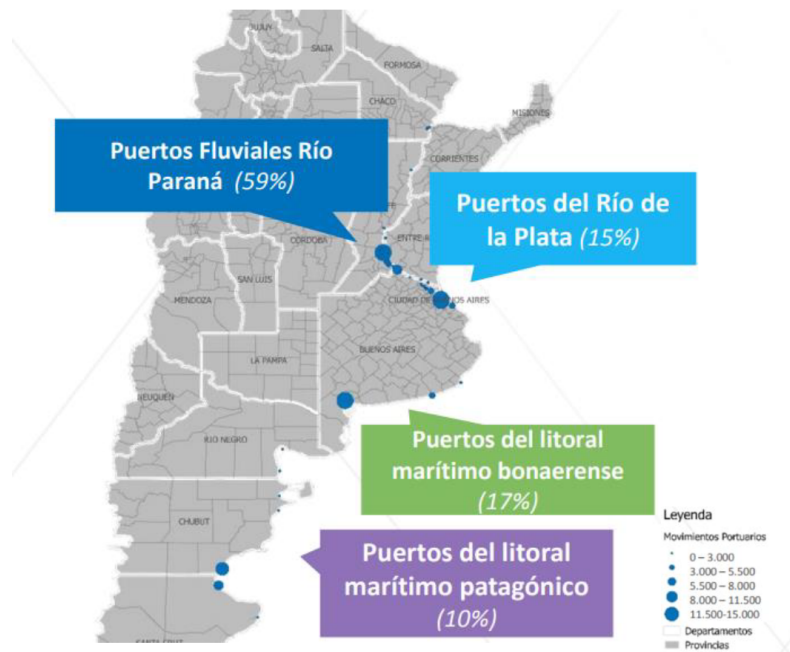 JUJUY
SALTA
FORMOSA
CHACO
MISIONES
CORRIENTES
Puertos Fluviales Río
Paraná (59%)
Puertos del Río de
la Plata (15%)
CORDOBA
SAN LUIS
MENDOZA
BUENOS AIRES
LA PAMPA
NEUQUEN
RIO NEGRO
Puertos del litoral
marítimo bonaerense
(17%)
CHUBUT
Puertos del litoral
marítimo patagónico
(10%)
SANTA CRUZ
Leyenda
Movimientos Portuarios
0 – 3.000
3.000 – 5.500
5.500 – 8.000
8.000 – 11.500
11.500-15.000
Departamentos
Provincias